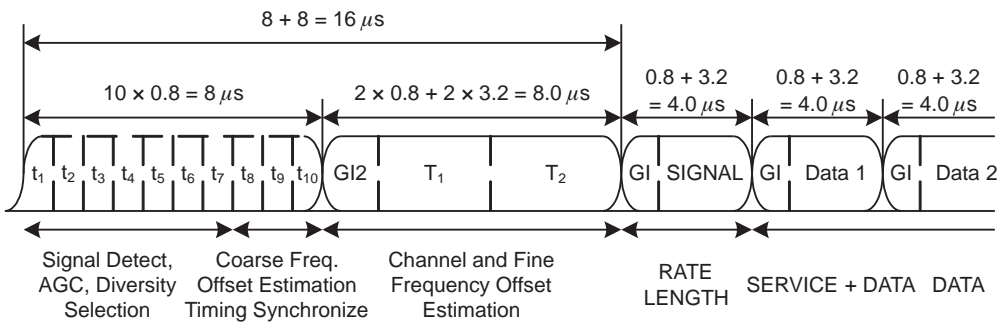 8 + 8 = 16 μs
10 × 0.8 = 8 μs
2 × 0.8 + 2 × 3.2 = 8.0 μs
0.8 + 3.2
= 4.0 μs
0.8 + 3.2
= 4.0 μs
0.8 + 3.2
= 4.0 μs
t1 t2 t3 t4 t5 t6 t7 t8 t9 t10 GI2 T1 T2 GI SIGNAL GI Data 1 GI Data 2
Signal Detect,
AGC, Diversity
Selection
Coarse Freq.
Offset Estimation
Timing Synchronize
Channel and Fine
Frequency Offset
Estimation
RATE
LENGTH
SERVICE + DATA
DATA